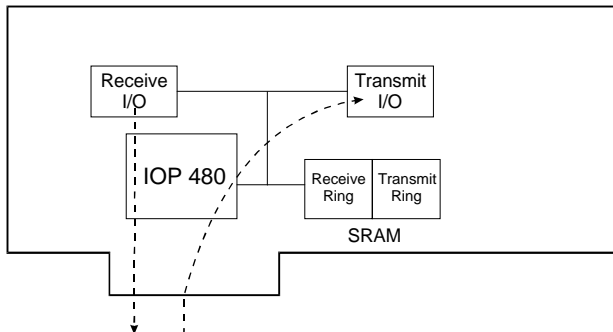 Receive
I/O
Transmit
I/O
IOP 480
Receive
Ring
Transmit
Ring
SRAM